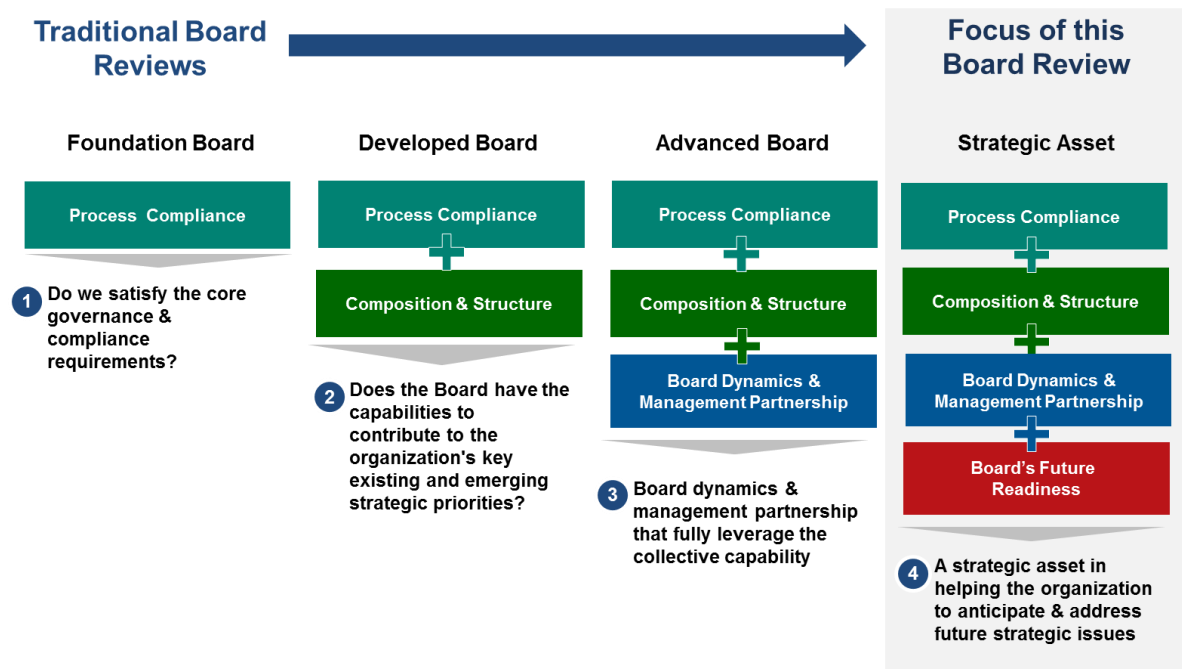 Traditional Board
Reviews
Focus of this
Board Review
Foundation Board
Process Compliance
1
Do we satisfy the core
governance &
compliance
requirements?
Developed Board
Process Compliance
Composition & Structure
2
Does the Board have the
capabilities to
contribute to the
organization's key
existing and emerging
strategic priorities?
Advanced Board
Process Compliance
Composition & Structure
Board Dynamics &
Management Partnership
3
Board dynamics &
management partnership
that fully leverage the
collective capability
Strategic Asset
Process Compliance
Composition & Structure
Board Dynamics &
Management Partnership
Board’s Future
Readiness
4
A strategic asset in
helping the organization
to anticipate & address
future strategic issues